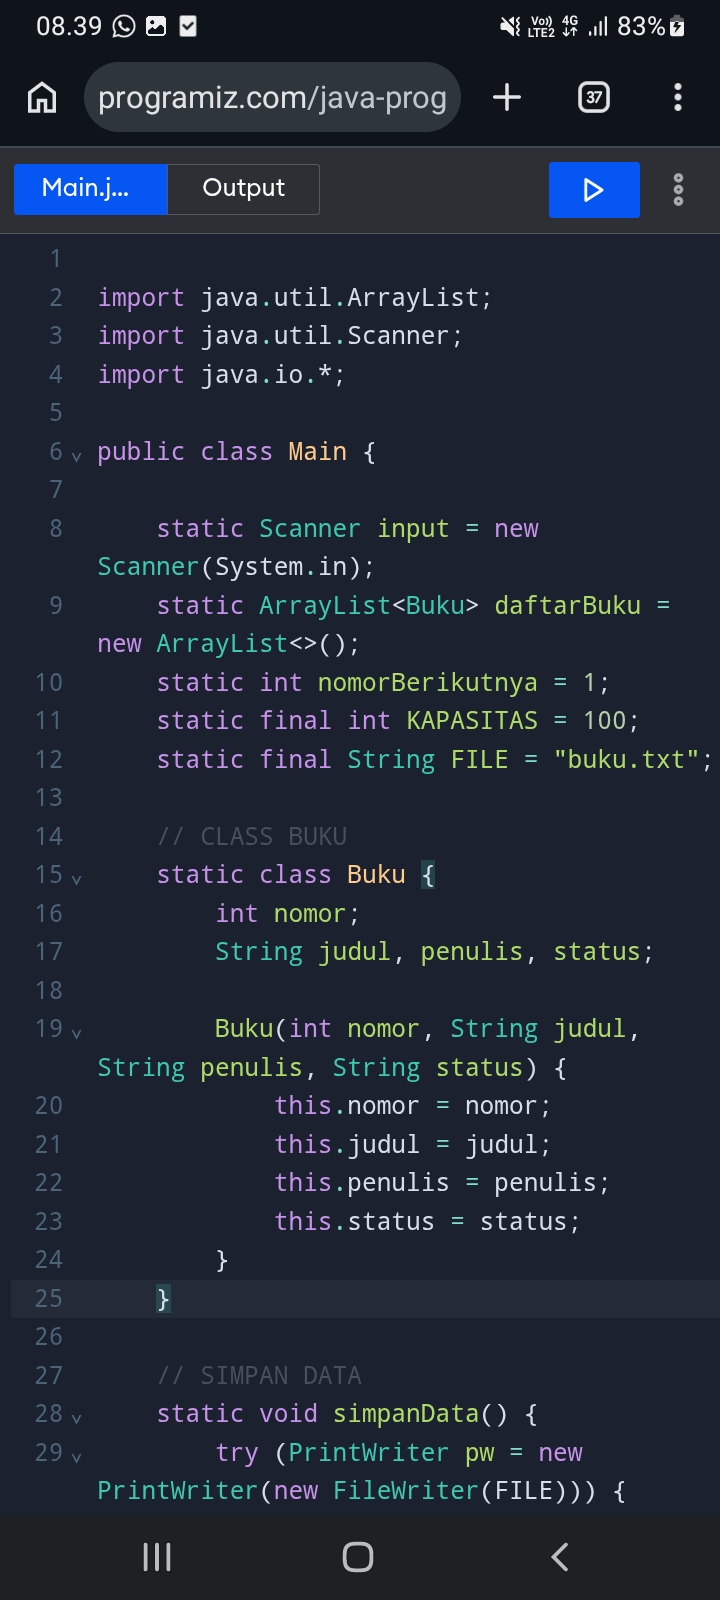 08.39 Vo)) LTE2 4G 83%
programiz.com/java-prog 37
Main.j... Output
1
2 import java.util.ArrayList;
3 import java.util.Scanner;
4 import java.io.*;
5
6 public class Main {
7
8 static Scanner input = new
Scanner(System.in);
9 static ArrayList<Buku> daftarBuku =
new ArrayList<>();
10 static int nomorBerikutnya = 1;
11 static final int KAPASITAS = 100;
12 static final String FILE = "buku.txt";
13
14 // CLASS BUKU
15 static class Buku {
16 int nomor;
17 String judul, penulis, status;
18
19 Buku(int nomor, String judul,
String penulis, String status) {
20 this.nomor = nomor;
21 this.judul = judul;
22 this.penulis = penulis;
23 this.status = status;
24 }
25 }
26
27 // SIMPAN DATA
28 static void simpanData() {
29 try (PrintWriter pw = new
PrintWriter(new FileWriter(FILE))) {